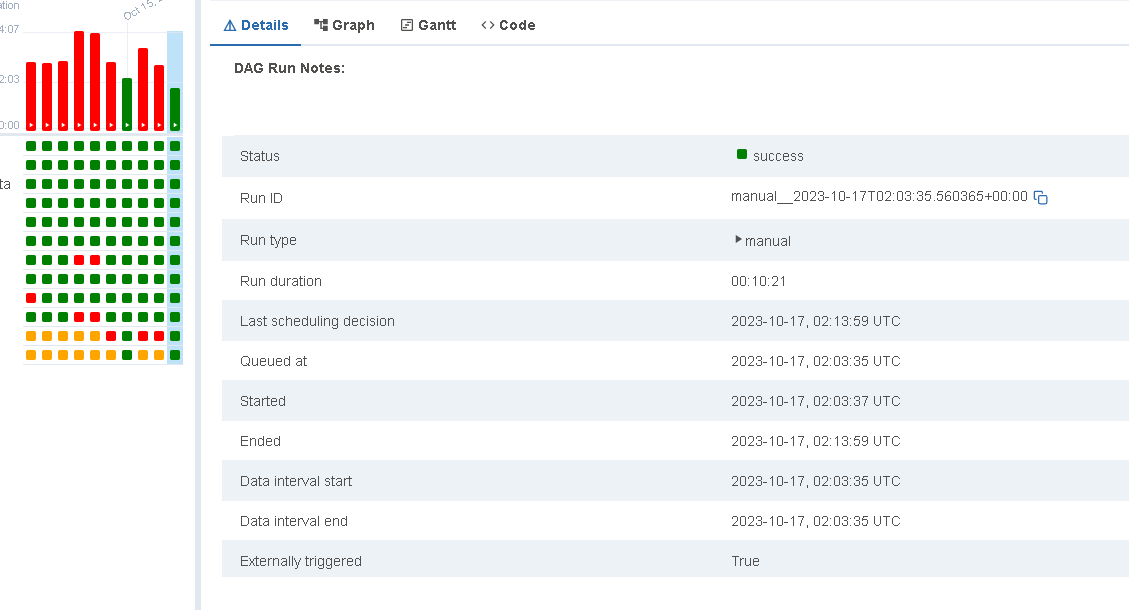 ation
Oct 15,
4:07
2:03
0:00
ta
Details Graph Gantt Code
DAG Run Notes:
Status success
Run ID manual__2023-10-17T02:03:35.560365+00:00
Run type manual
Run duration 00:10:21
Last scheduling decision 2023-10-17, 02:13:59 UTC
Queued at 2023-10-17, 02:03:35 UTC
Started 2023-10-17, 02:03:37 UTC
Ended 2023-10-17, 02:13:59 UTC
Data interval start 2023-10-17, 02:03:35 UTC
Data interval end 2023-10-17, 02:03:35 UTC
Externally triggered True